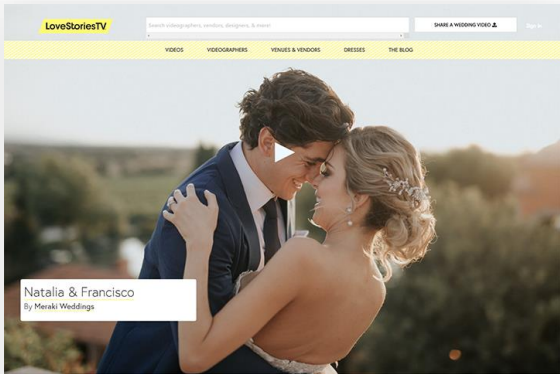 LoveStoriesTV
Search videographers, vendors, designers, & more
SHARE A WEDDING VIDEO
Sign In
VIDEOS VIDEOGRAPHERS VENUES & VENDORS DRESSES THE BLOG
Natalia & Francisco
By Meraki Weddings